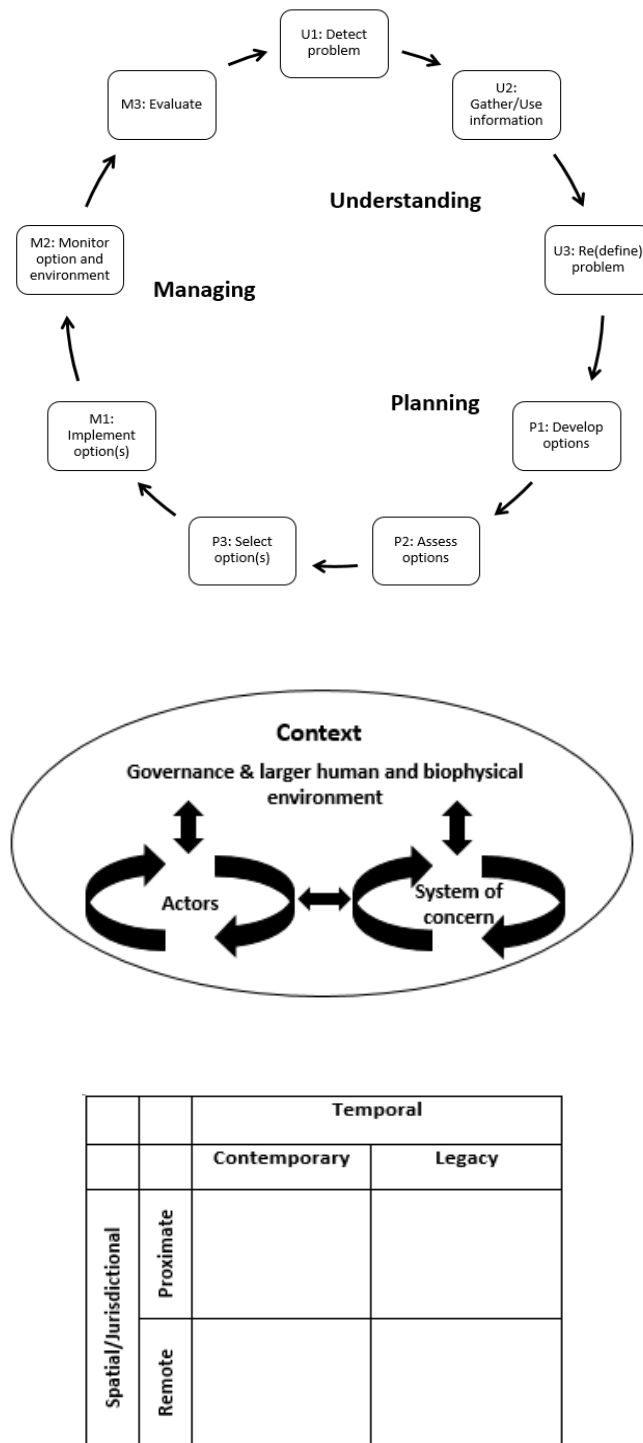 U1: Detect
problem
U2:
Gather/Use
information
M3: Evaluate
Understanding
M2: Monitor
option and
environment
U3: Re(define)
problem
Managing
Planning
M1:
Implement
option(s)
P1: Develop
options
P3: Select
option(s)
P2: Assess
options
Context
Governance & larger human and biophysical
environment
Actors
System of
concern
Temporal
Contemporary
Legacy
Spatial/Jurisdictional
Proximate
Remote